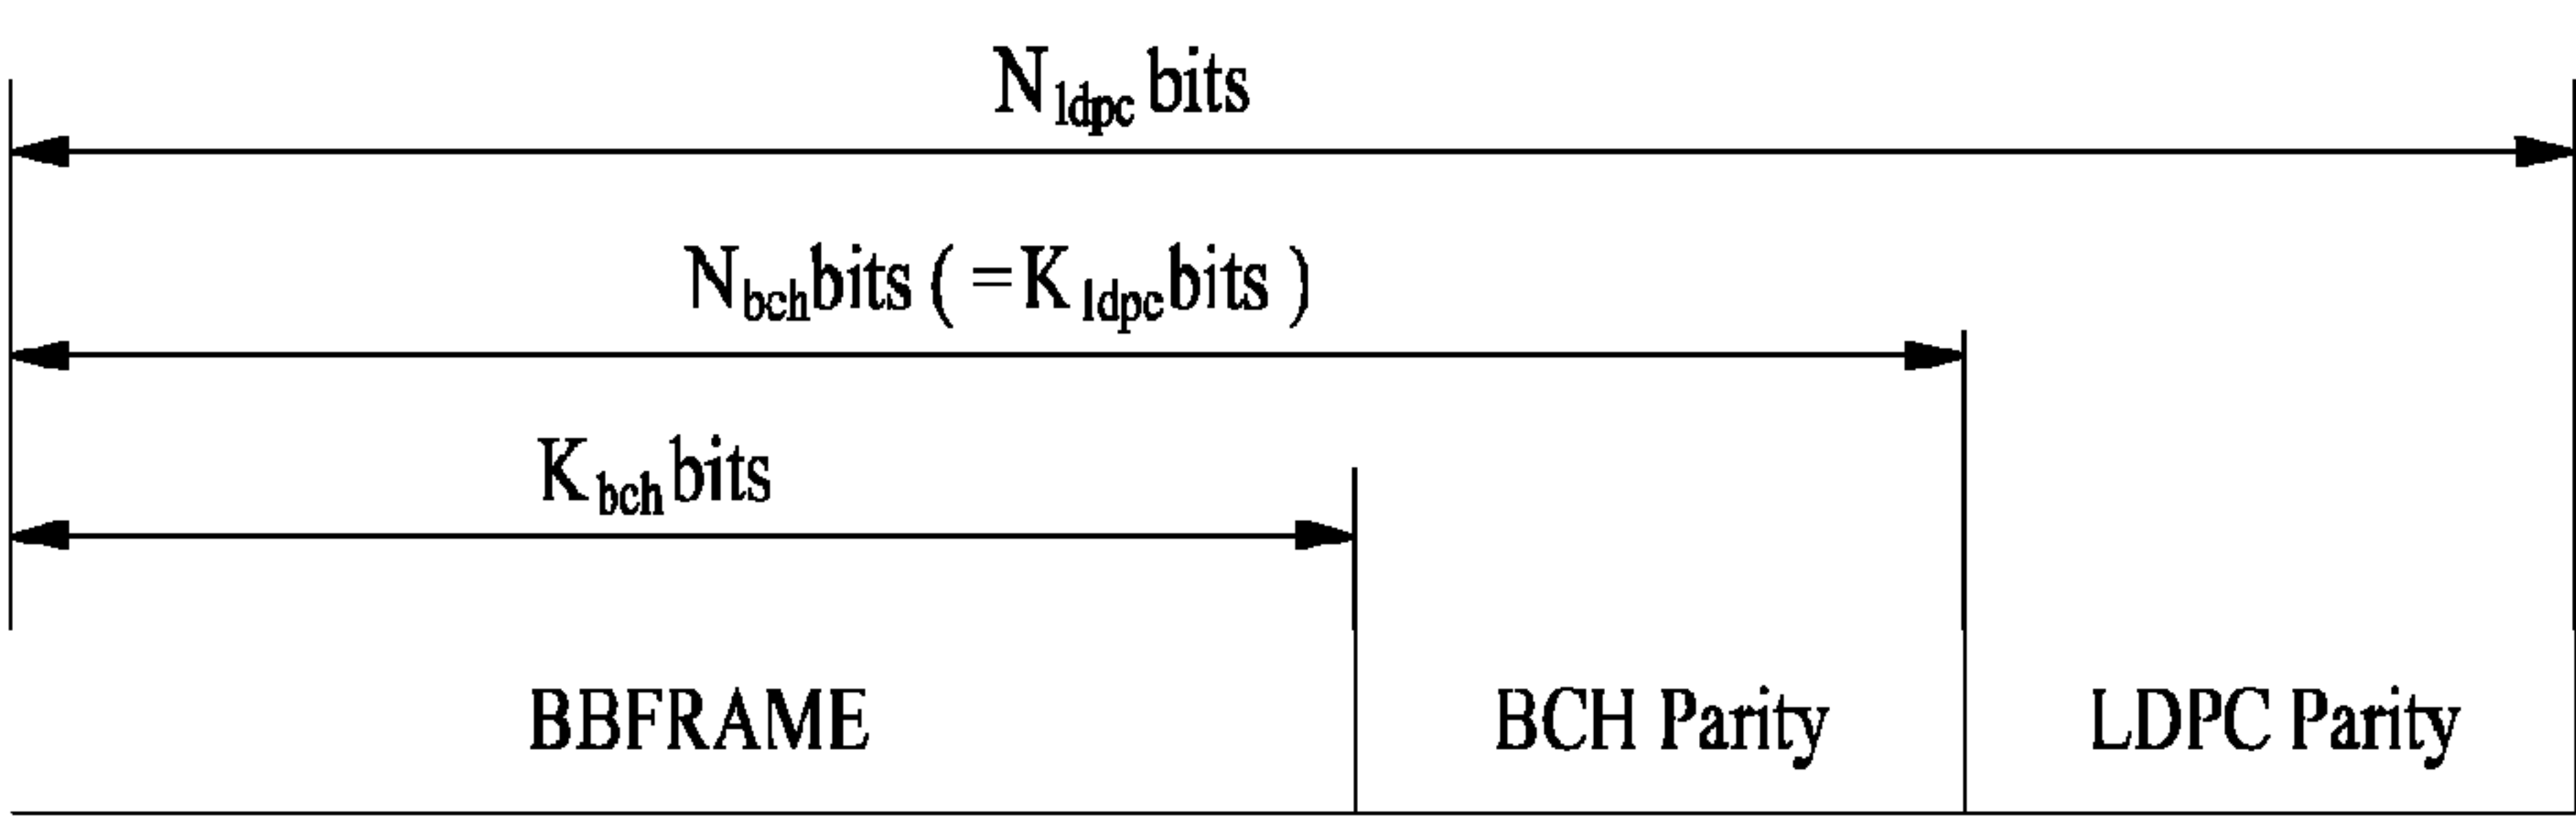 N ldpc bits
N bch bits ( = K ldpc bits )
K bch bits
BBFRAME BCH Parity LDPC Parity